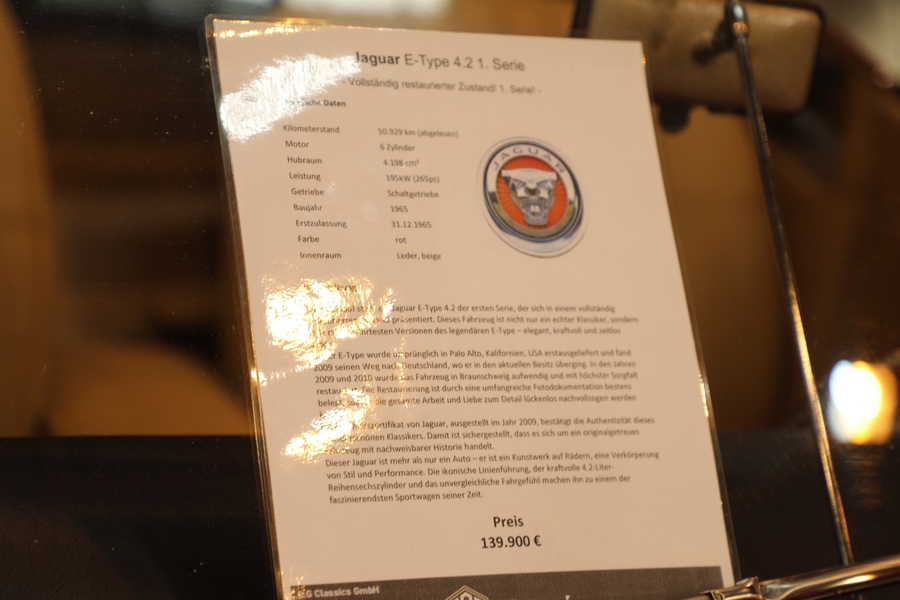 Jaguar E-Type 4.2 1. Serie
- Vollständig restaurierter Zustand! 1. Serie! -
Daten
Kilometerstand 50.929 km (abgelesen)
Motor 6 Zylinder
Hubraum 4.198 cm³
Leistung 195kW (265ps)
Getriebe Schaltgetriebe
Baujahr 1965
Erstzulassung 31.12.1965
Farbe rot
Innenraum Leder, beige
JAGUAR
Jaguar E-Type 4.2 der ersten Serie, der sich in einem vollständig
präsentiert. Dieses Fahrzeug ist nicht nur ein echter Klassiker, sondern
Versionen des legendären E-Type – elegant, kraftvoll und zeitlos
E-Type wurde ursprünglich in Palo Alto, Kalifornien, USA erstausgeliefert und fand
2009 seinen Weg nach Deutschland, wo er in den aktuellen Besitz überging. In den Jahren
2009 und 2010 wurde das Fahrzeug in Braunschweig aufwendig und mit höchster Sorgfalt
Die Restaurierung ist durch eine umfangreiche Fotodokumentation bestens
die gesamte Arbeit und Liebe zum Detail lückenlos nachvollzogen werden
von Jaguar, ausgestellt im Jahr 2009, bestätigt die Authentizität dieses
schönen Klassikers. Damit ist sichergestellt, dass es sich um ein originalgetreues
mit nachweisbarer Historie handelt.
Dieser Jaguar ist mehr als nur ein Auto – er ist ein Kunstwerk auf Rädern, eine Verkörperung
von Stil und Performance. Die ikonische Linienführung, der kraftvolle 4.2-Liter-
Reihensechszylinder und das unvergleichliche Fahrgefühl machen ihn zu einem der
faszinierendsten Sportwagen seiner Zeit.
Preis
139.900 €
Classics GmbH